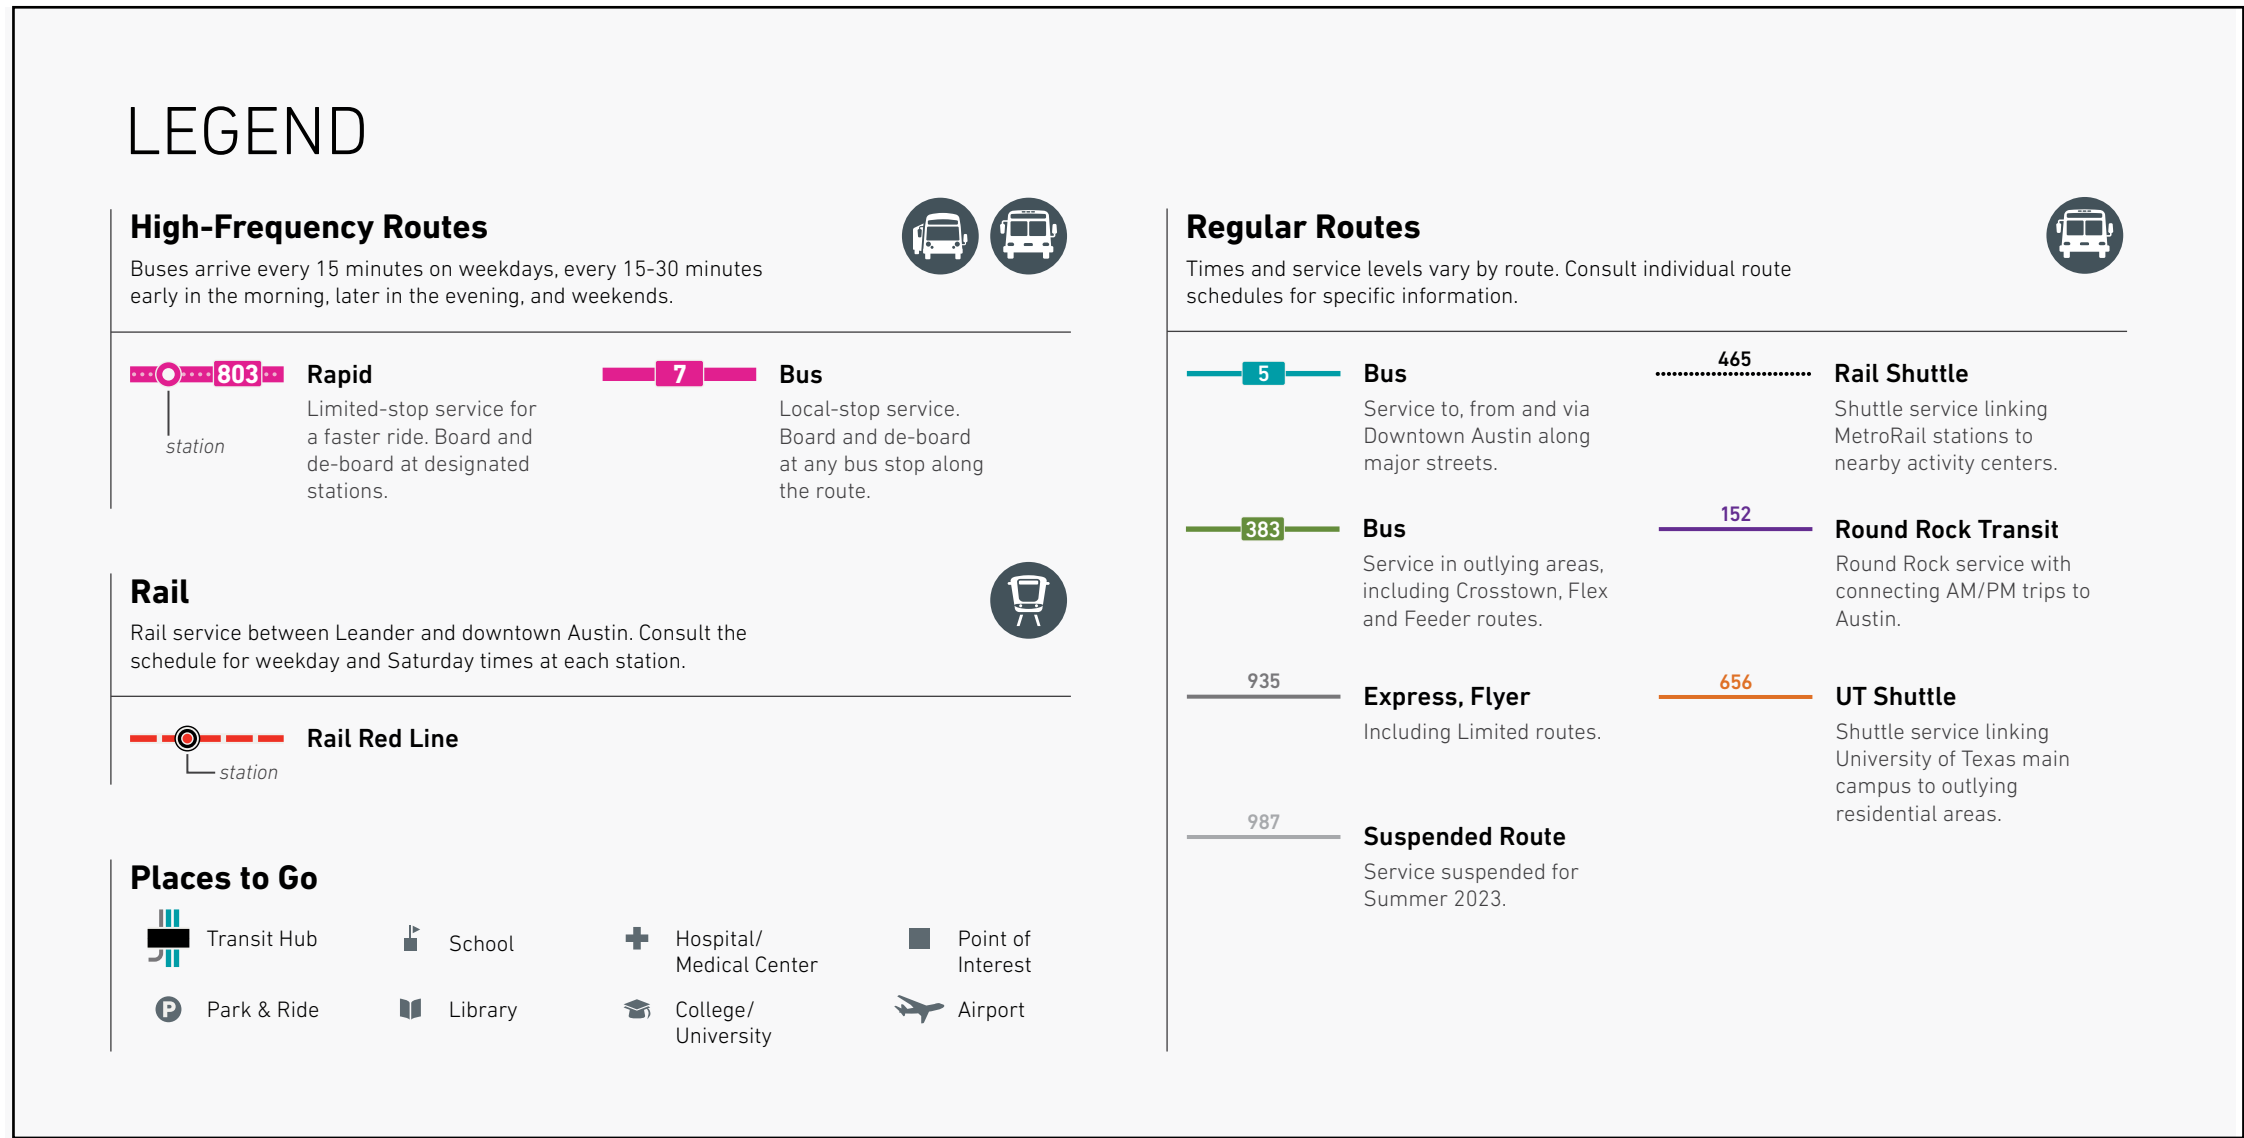 LEGEND
High-Frequency Routes
Buses arrive every 15 minutes on weekdays, every 15-30 minutes
early in the morning, later in the evening, and weekends.
803
station
Rapid
Limited-stop service for
a faster ride. Board and
de-board at designated
stations.
7
Bus
Local-stop service.
Board and de-board
at any bus stop along
the route.
Rail
Rail service between Leander and downtown Austin. Consult the
schedule for weekday and Saturday times at each station.
Rail Red Line
station
Places to Go
Transit Hub
School
Hospital/
Medical Center
Point of
Interest
P
Park & Ride
Library
College/
University
Airport
Regular Routes
Times and service levels vary by route. Consult individual route
schedules for specific information.
5
Bus
Service to, from and via
Downtown Austin along
major streets.
465
Rail Shuttle
Shuttle service linking
MetroRail stations to
nearby activity centers.
383
Bus
Service in outlying areas,
including Crosstown, Flex
and Feeder routes.
152
Round Rock Transit
Round Rock service with
connecting AM/PM trips to
Austin.
935
Express, Flyer
Including Limited routes.
656
UT Shuttle
Shuttle service linking
University of Texas main
campus to outlying
residential areas.
987
Suspended Route
Service suspended for
Summer 2023.